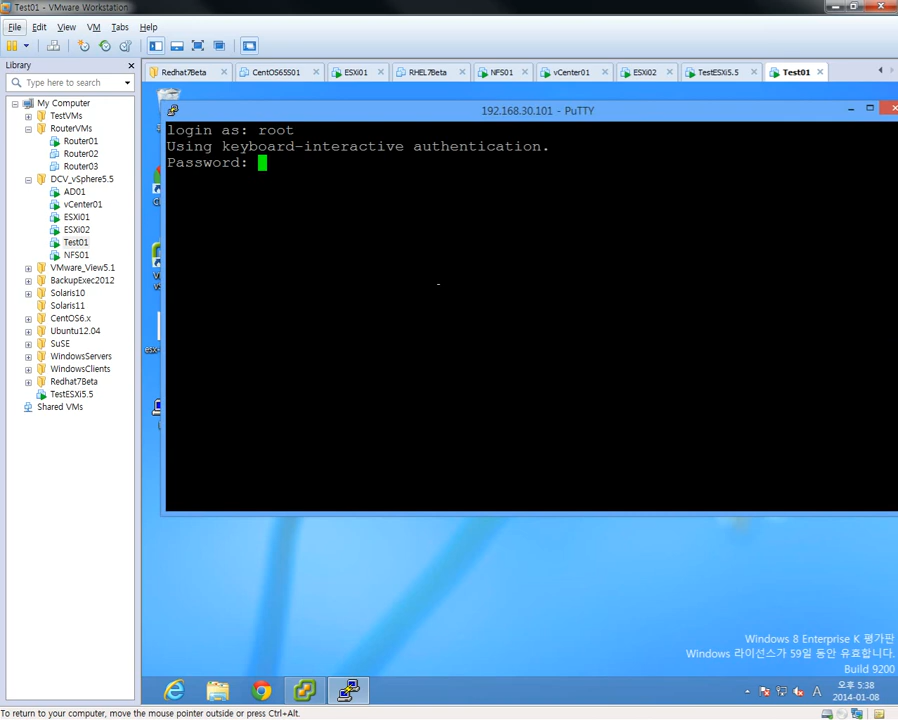 Test01 - VMware Workstation
File Edit View VM Tabs Help
Library
Type here to search
My Computer
TestVMs
RouterVMs
Router01
Router02
Router03
DCV_vSphere5.5
AD01
vCenter01
ESXi01
ESXi02
Test01
NFS01
VMware_View5.1
BackupExec2012
Solaris10
Solaris11
CentOS6.x
Ubuntu12.04
SuSE
WindowsServers
WindowsClients
Redhat7Beta
TestESXi5.5
Shared VMs
Redhat7Beta CentOS65S01 ESXi01 RHEL7Beta NFS01 vCenter01 ESXi02 TestESXi5.5 Test01
192.168.30.101 - PuTTY
login as: root
Using keyboard-interactive authentication.
Password:
Windows 8 Enterprise K 평가판
Windows 라이선스가 59일 동안 유효합니다.
Build 9200
A
오후 5:38
2014-01-08
To return to your computer, move the mouse pointer outside or press Ctrl+Alt.